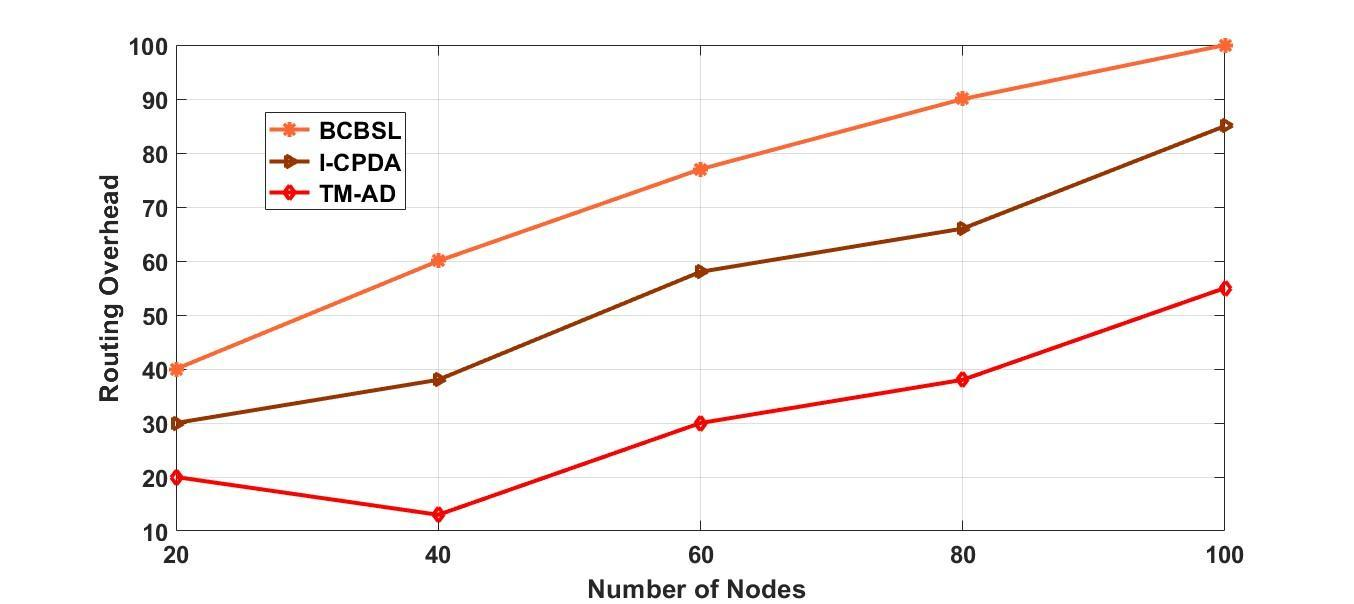 100
90
80
70
60
50
40
30
20
10
Routing Overhead
BCBSL
I-CPDA
TM-AD
20 40 60 80 100
Number of Nodes